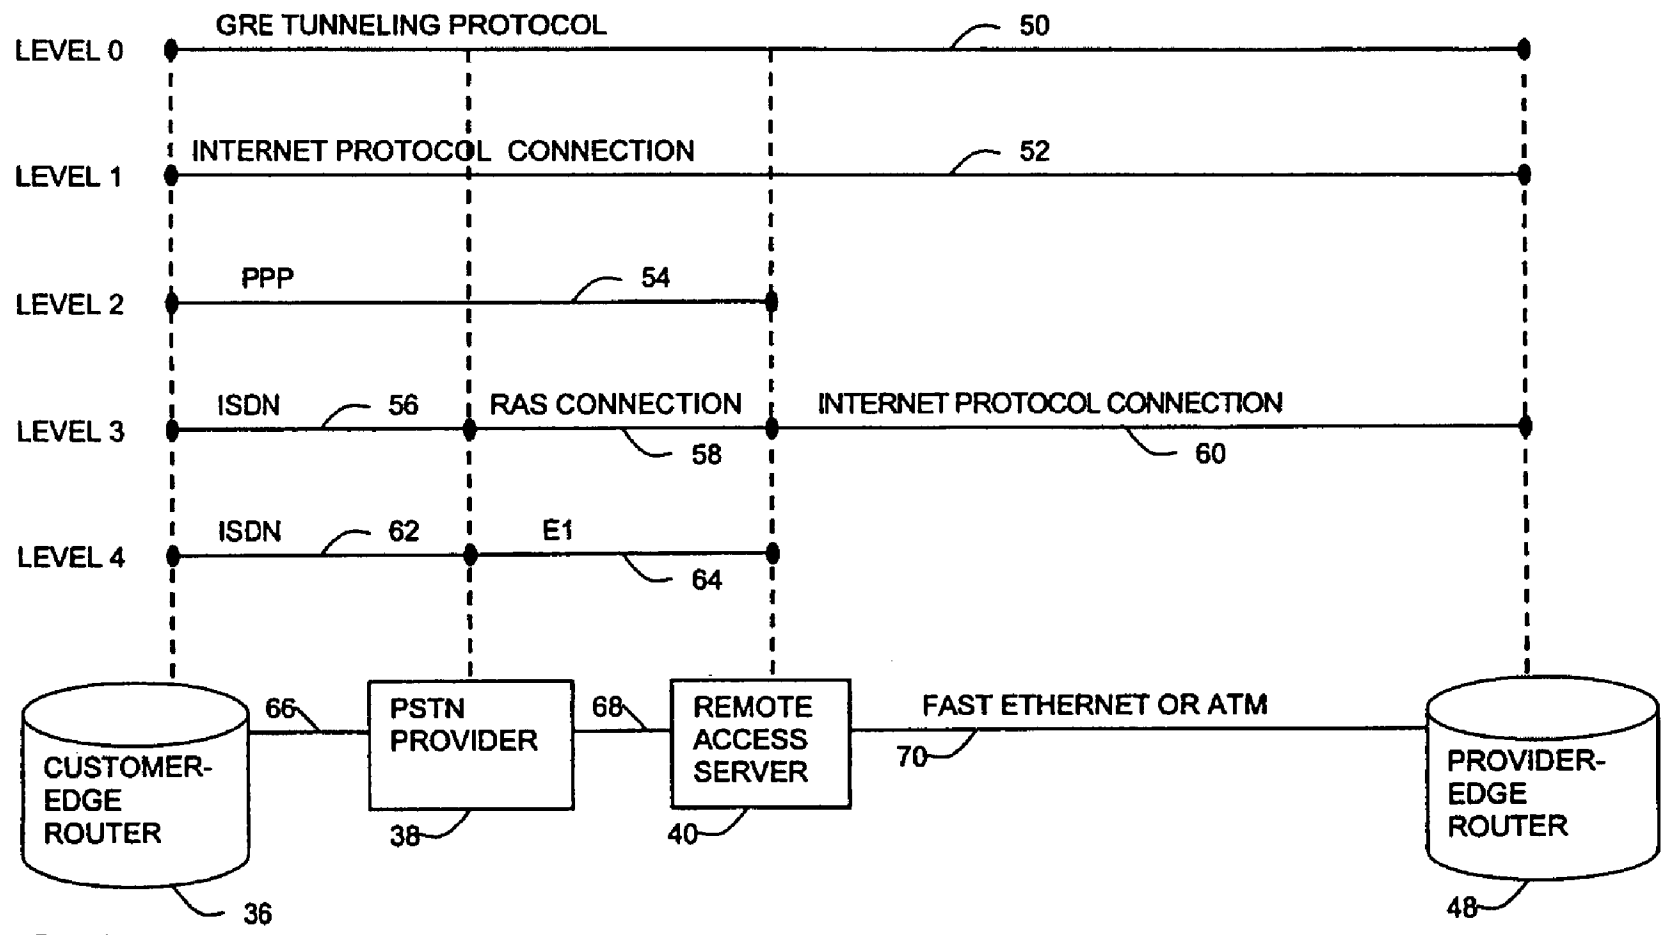 GRE TUNNELING PROTOCOL 50
LEVEL 0
INTERNET PROTOCOL CONNECTION 52
LEVEL 1
PPP 54
LEVEL 2
ISDN 56 RAS CONNECTION INTERNET PROTOCOL CONNECTION
LEVEL 3
58 60
ISDN 62 E1
LEVEL 4
64
66 68 FAST ETHERNET OR ATM
70
CUSTOMER-
EDGE
ROUTER
36
PSTN
PROVIDER
38
REMOTE
ACCESS
SERVER
40
PROVIDER-
EDGE
ROUTER
48